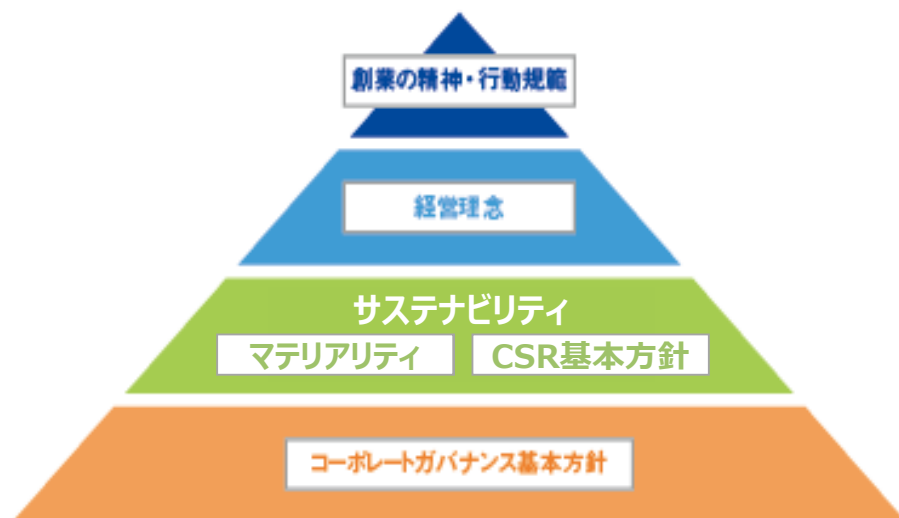 創業の精神・行動規範
経営理念
サステナビリティ
マテリアリティ
CSR基本方針
コーポレートガバナンス基本方針